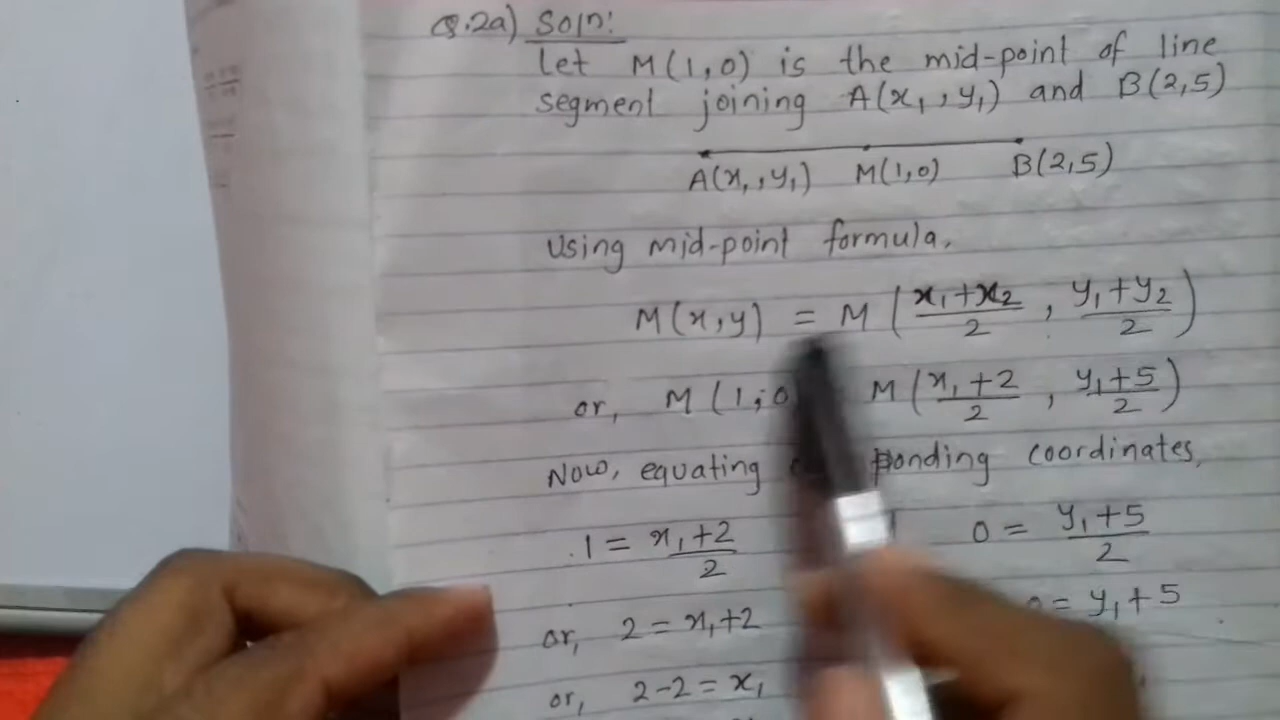 Q.2a) Soln:
Let M(1,0) is the mid-point of line
segment joining A(x₁,y₁) and B(2,5)
A(x₁,y₁) M(1,0) B(2,5)
Using mid-point formula,
M(x,y) = M((x₁+x₂)/2, (y₁+y₂)/2)
or, M(1,0 M((x₁+2)/2, (y₁+5)/2)
Now, equating ponding coordinates,
1 = (x₁+2)/2 0 = (y₁+5)/2
or, 2 = x₁+2 = y₁+5
or, 2-2 = x₁